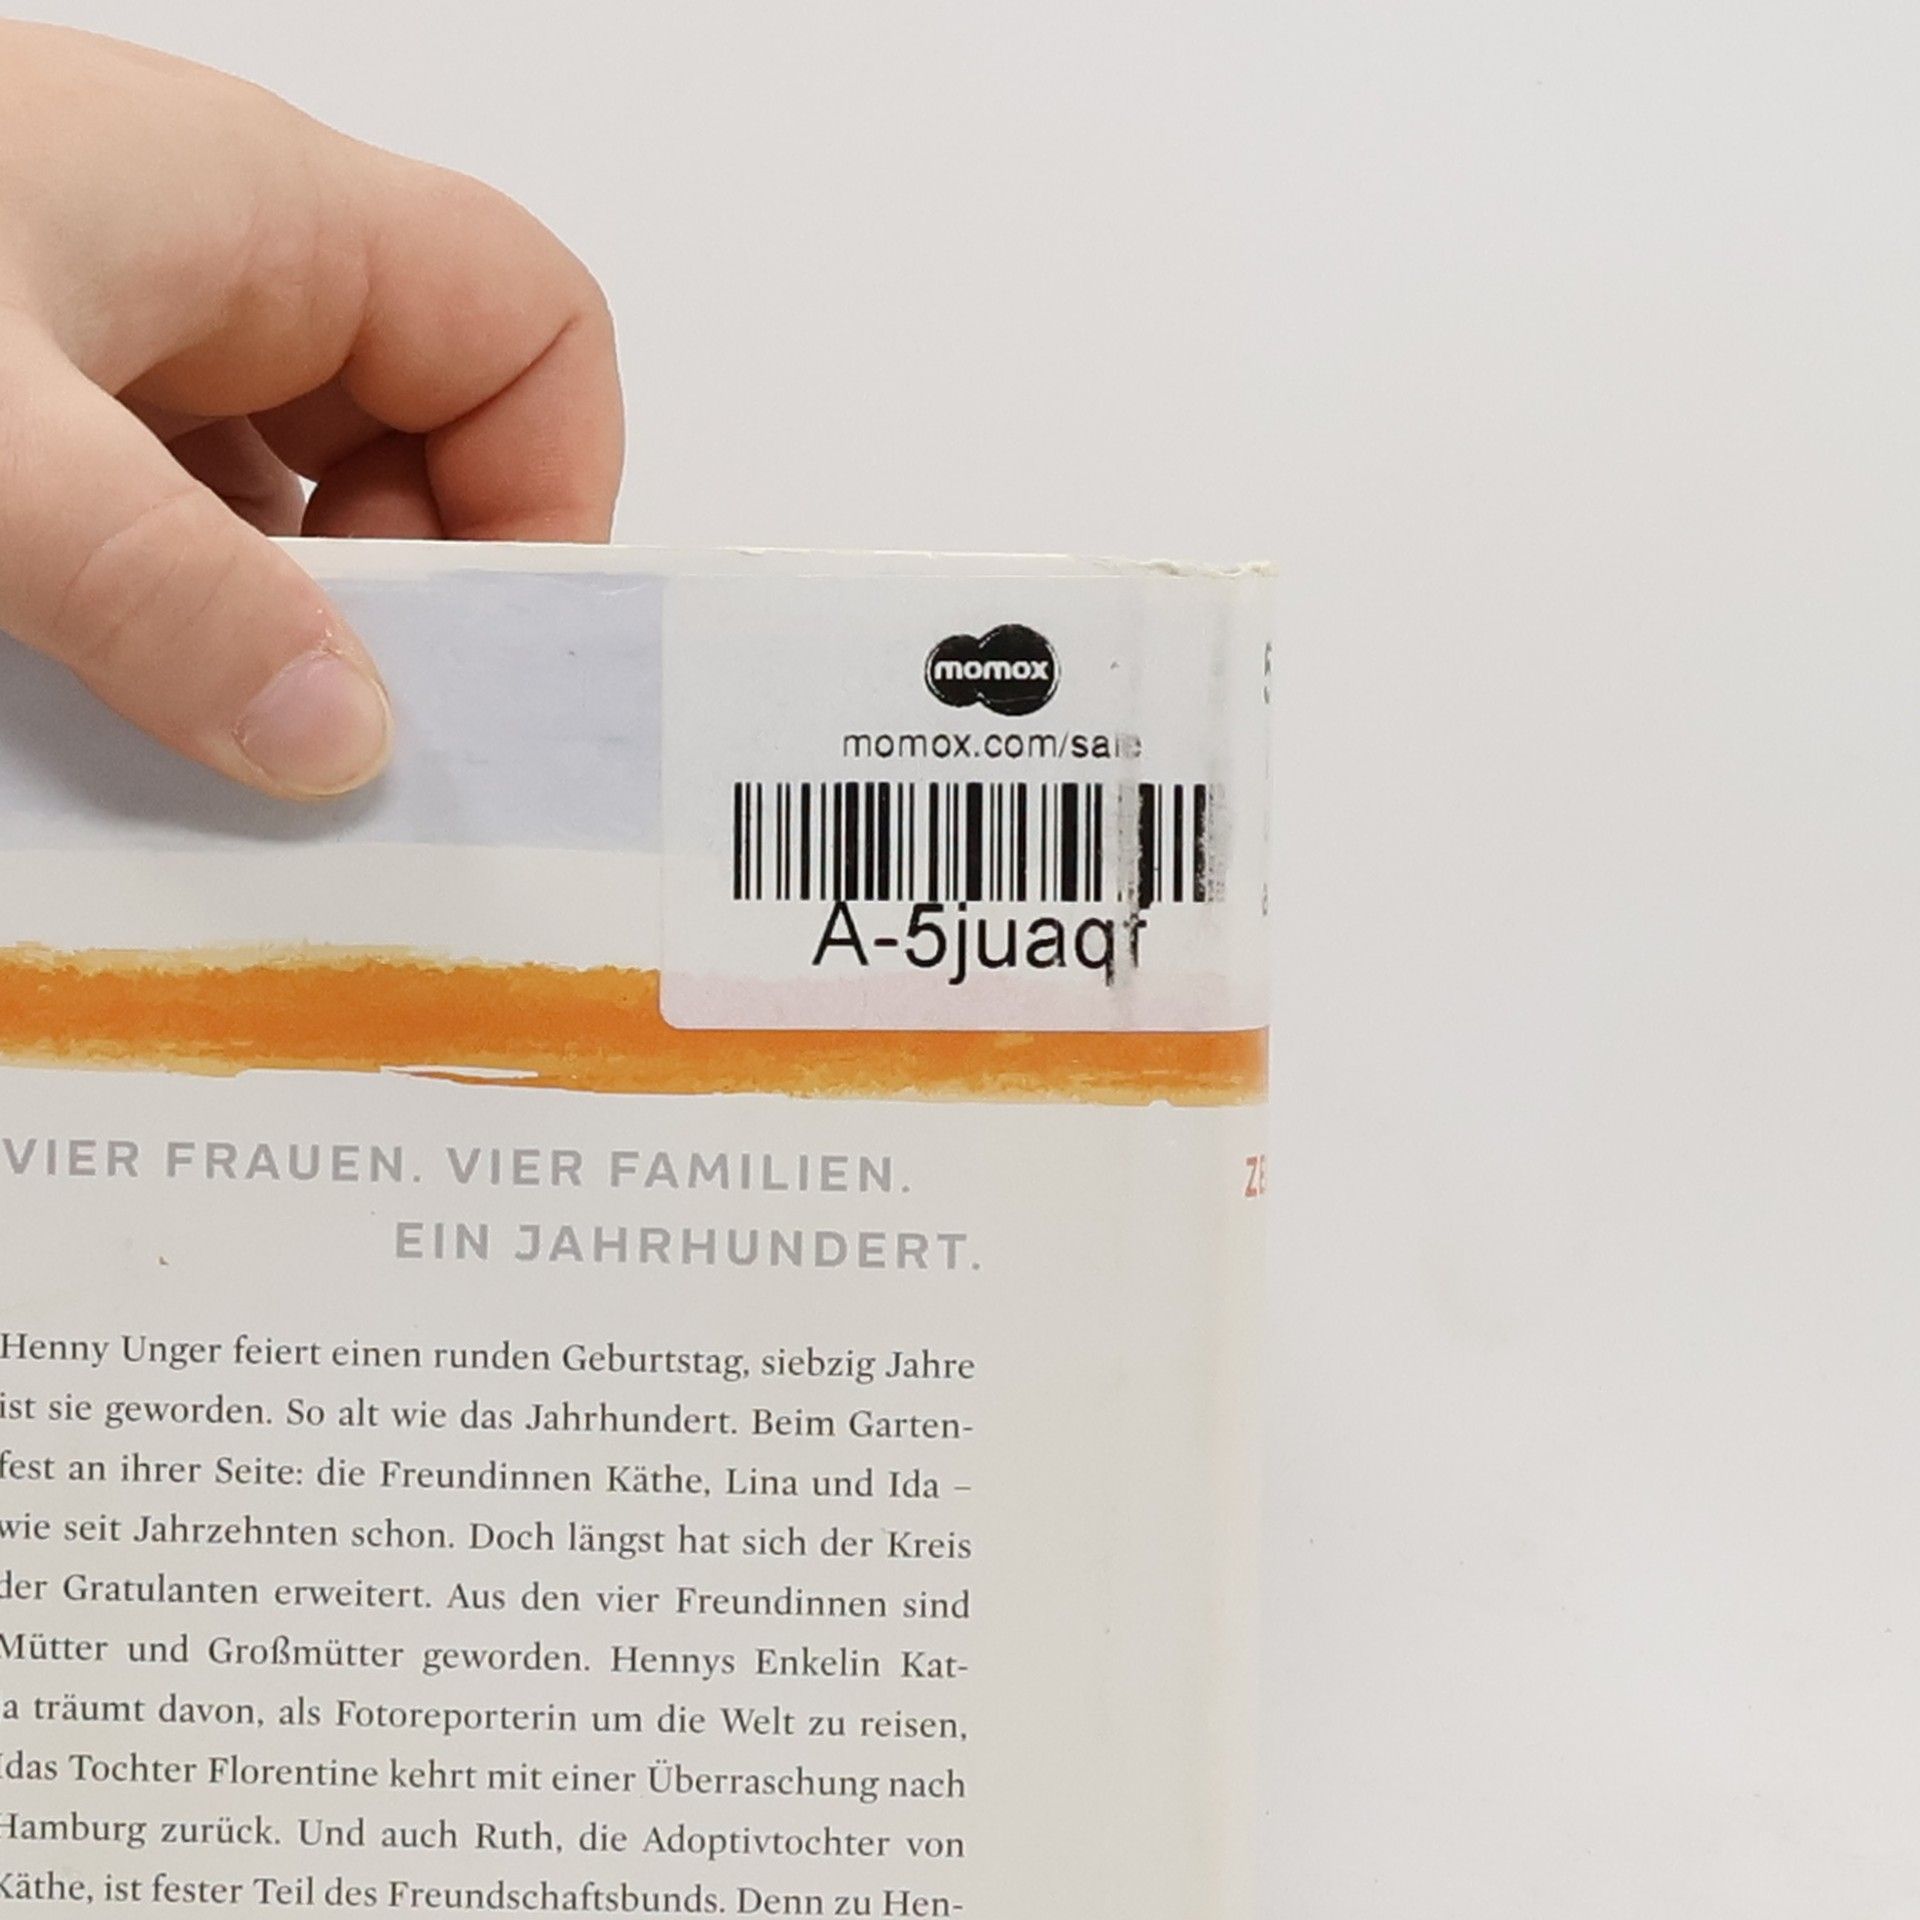 momox
momox.com/sale
A-5juaqf
VIER FRAUEN. VIER FAMILIEN.
EIN JAHRHUNDERT.
Henny Unger feiert einen runden Geburtstag, siebzig Jahre
ist sie geworden. So alt wie das Jahrhundert. Beim Garten-
fest an ihrer Seite: die Freundinnen Käthe, Lina und Ida –
wie seit Jahrzehnten schon. Doch längst hat sich der Kreis
der Gratulanten erweitert. Aus den vier Freundinnen sind
Mütter und Großmütter geworden. Hennys Enkelin Kat-
ja träumt davon, als Fotoreporterin um die Welt zu reisen,
Idas Tochter Florentine kehrt mit einer Überraschung nach
Hamburg zurück. Und auch Ruth, die Adoptivtochter von
Käthe, ist fester Teil des Freundschaftsbunds. Denn zu Hen-